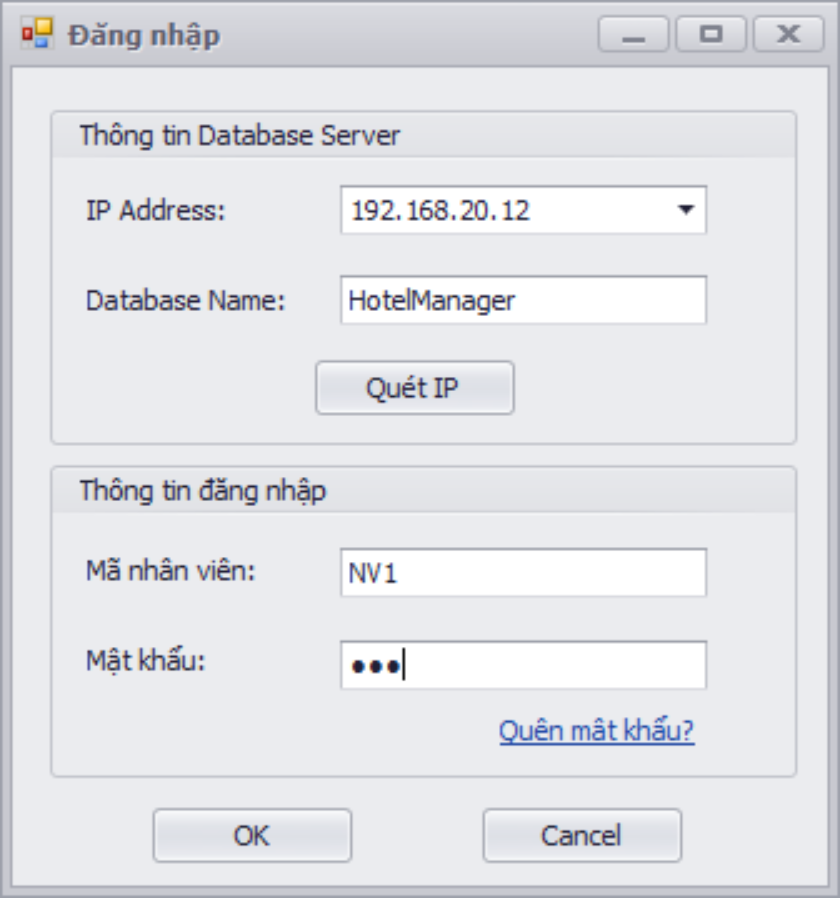 Đăng nhập
Thông tin Database Server
IP Address: 192.168.20.12
Database Name: HotelManager
Quét IP
Thông tin đăng nhập
Mã nhân viên: NV1
Mật khẩu: ●●●
Quên mât khẩu?
OK Cancel